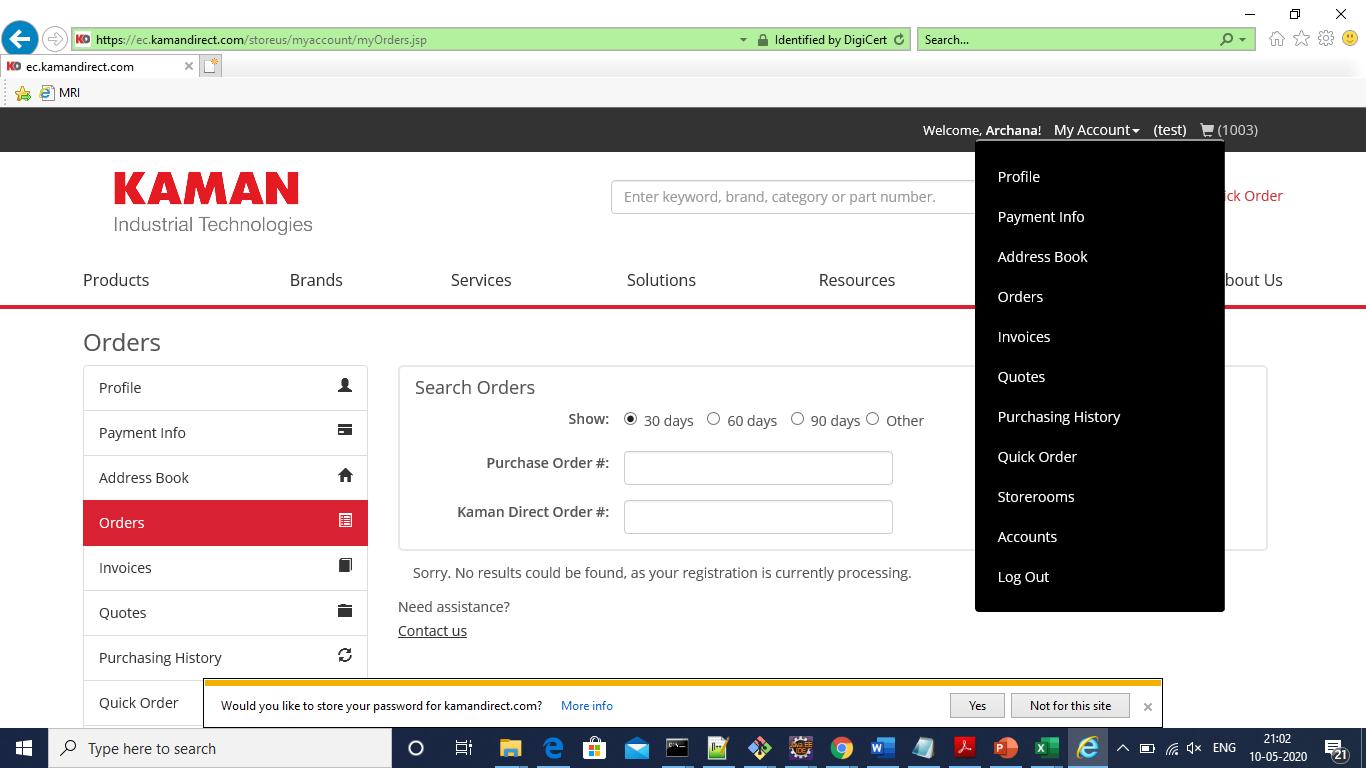 https://ec.kamandirect.com/storeus/myaccount/myOrders.jsp
Identified by DigiCert
Search...
KD ec.kamandirect.com
MRI
Welcome, Archana! My Account (test) (1003)
KAMAN
Industrial Technologies
Enter keyword, brand, category or part number.
ick Order
Products Brands Services Solutions Resources bout Us
Profile
Payment Info
Address Book
Orders
Invoices
Quotes
Purchasing History
Quick Order
Storerooms
Accounts
Log Out
Orders
Profile
Payment Info
Address Book
Orders
Invoices
Quotes
Purchasing History
Quick Order
Search Orders
Show: 30 days 60 days 90 days Other
Purchase Order #:
Kaman Direct Order #:
Sorry. No results could be found, as your registration is currently processing.
Need assistance?
Contact us
Would you like to store your password for kamandirect.com? More info Yes Not for this site
Type here to search
ENG
21:02
10-05-2020
21